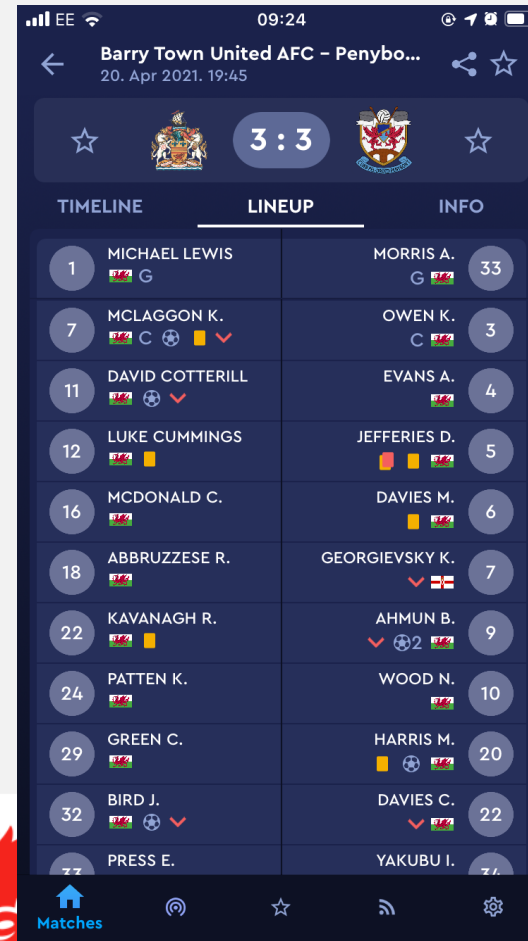 EE 09:24
Barry Town United AFC – Penybo...
20. Apr 2021. 19:45
3 : 3
TIMELINE LINEUP INFO
1 MICHAEL LEWIS G MORRIS A. G 33
7 MCLAGGON K. C OWEN K. C 3
11 DAVID COTTERILL EVANS A. 4
12 LUKE CUMMINGS JEFFERIES D. 5
16 MCDONALD C. DAVIES M. 6
18 ABBRUZZESE R. GEORGIEVSKY K. 7
22 KAVANAGH R. AHMUN B. 2 9
24 PATTEN K. WOOD N. 10
29 GREEN C. HARRIS M. 20
32 BIRD J. DAVIES C. 22
33 PRESS E. YAKUBU I. 34
Matches